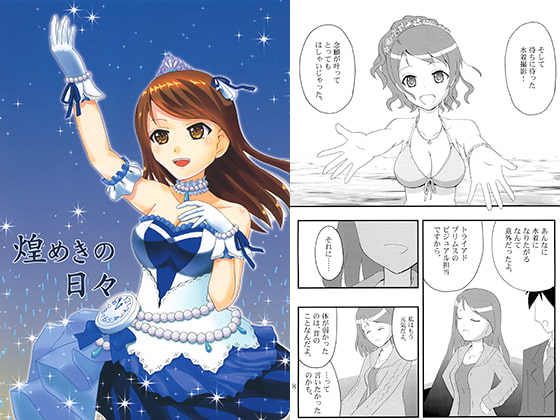 煌めきの
日々
そして
待ちに待った
水着撮影！
念願が叶って
とっても
はしゃいじゃった。
あんなに
水着に
なりたがる
なんて
意外だったよ。
トライアド
プリムスの
ビジュアル担当
ですから。
それに……
私はもう
元気だよ。
体が弱かった
のは、昔の
ことなんだよ、
…って
言いたかった
のかも。
8